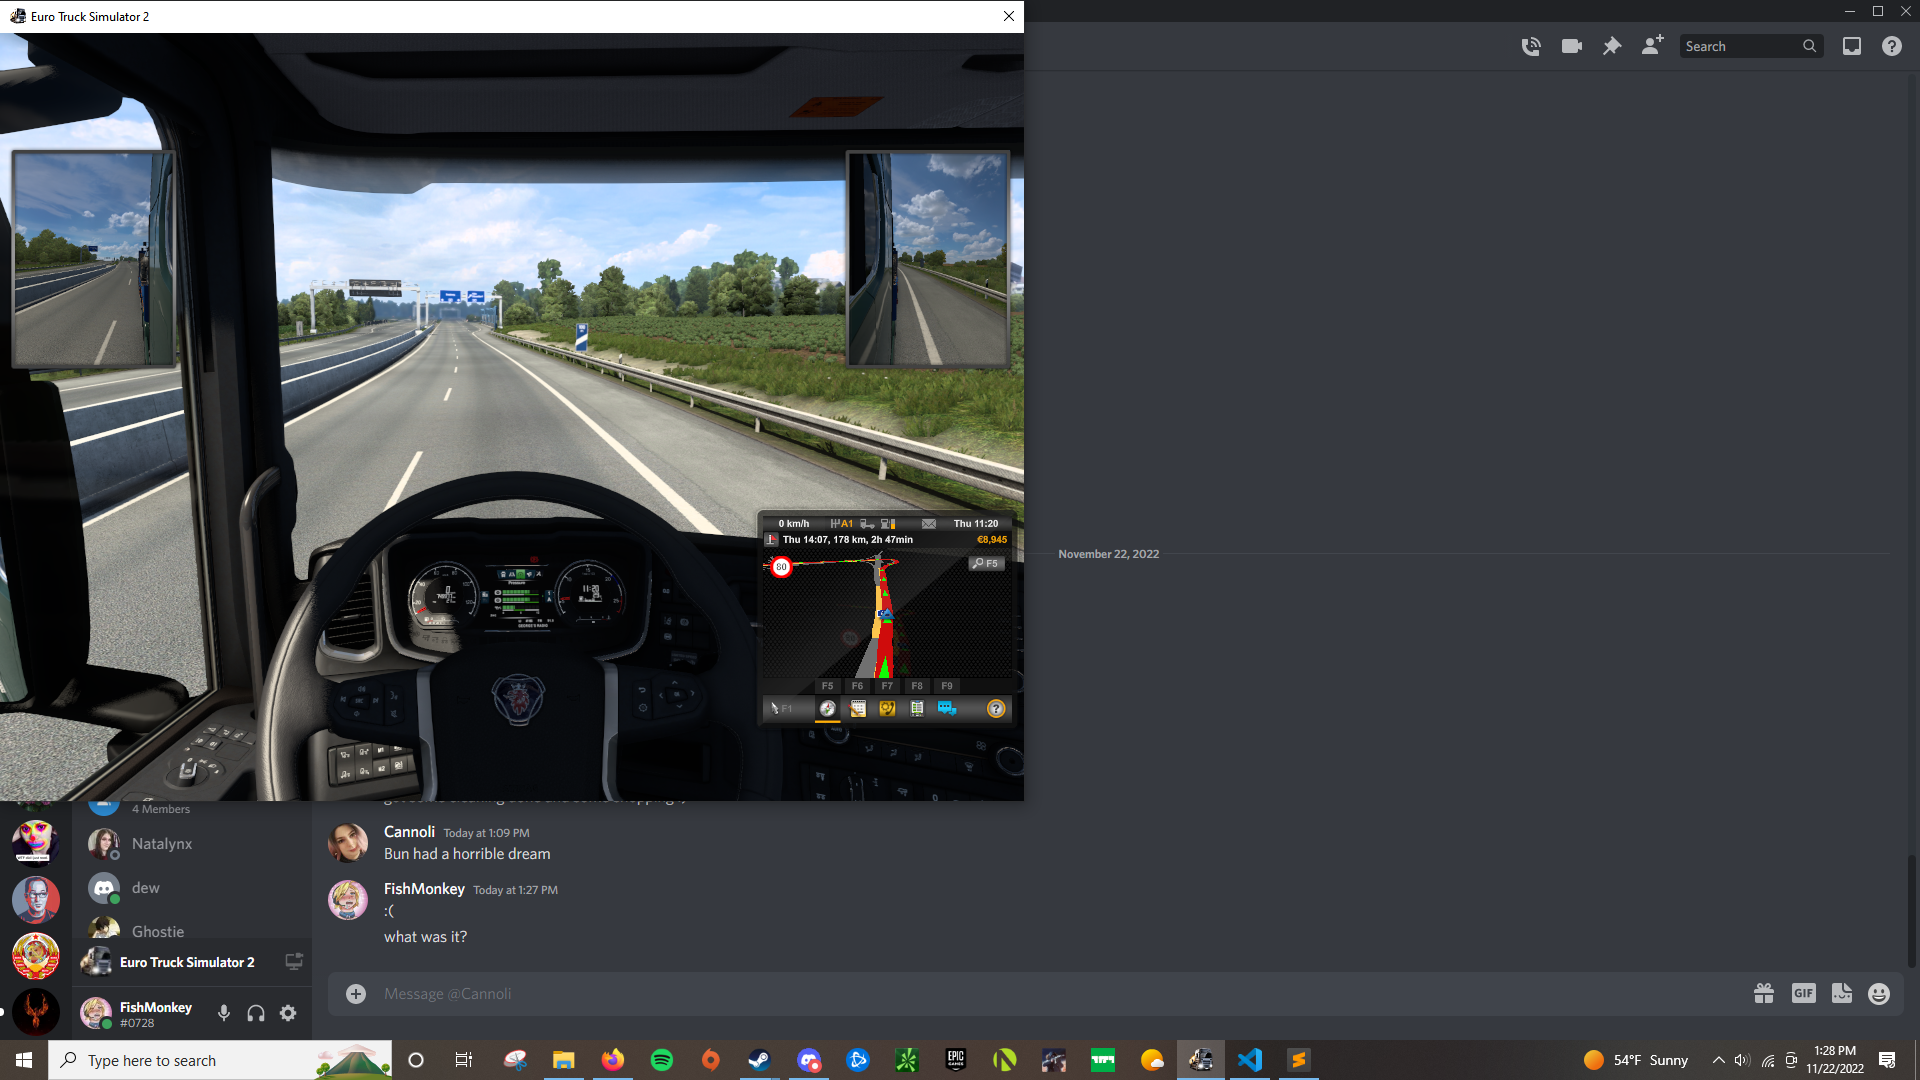 Euro Truck Simulator 2
Search
0 km/h
A1
Thu 11:20
Thu 14:07, 178 km, 2h 47min
€8,945
80
F5
F5
F6
F7
F8
F9
F1
November 22, 2022
4 Members
Natalynx
dew
Ghostie
Cannoli Today at 1:09 PM
Bun had a horrible dream
FishMonkey Today at 1:27 PM
:(
what was it?
Euro Truck Simulator 2
FishMonkey
#0728
Message @Cannoli
GIF
Type here to search
EPIC GAMES
54°F Sunny
1:28 PM
11/22/2022